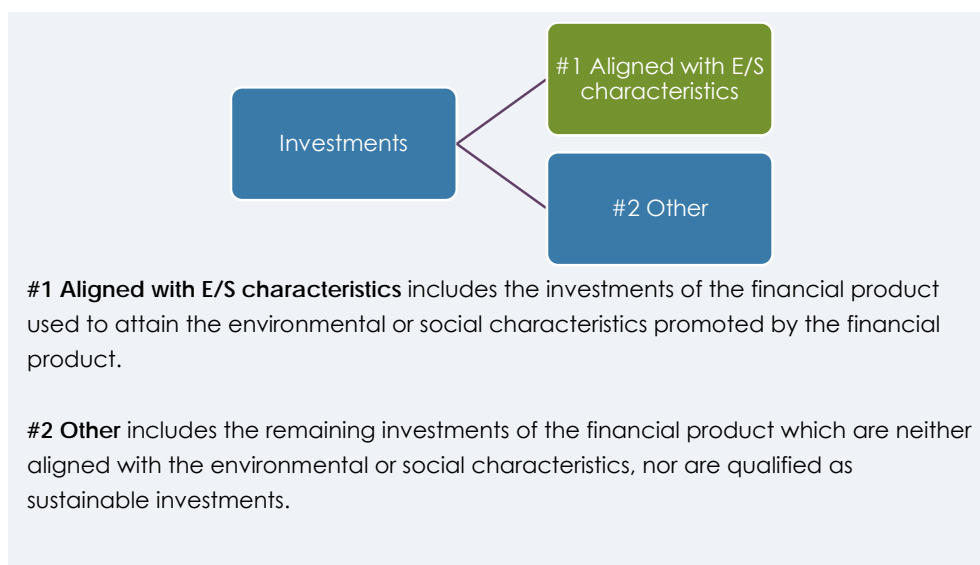 #1 Aligned with E/S
characteristics
Investments
#2 Other
#1 Aligned with E/S characteristics includes the investments of the financial product
used to attain the environmental or social characteristics promoted by the financial
product.
#2 Other includes the remaining investments of the financial product which are neither
aligned with the environmental or social characteristics, nor are qualified as
sustainable investments.